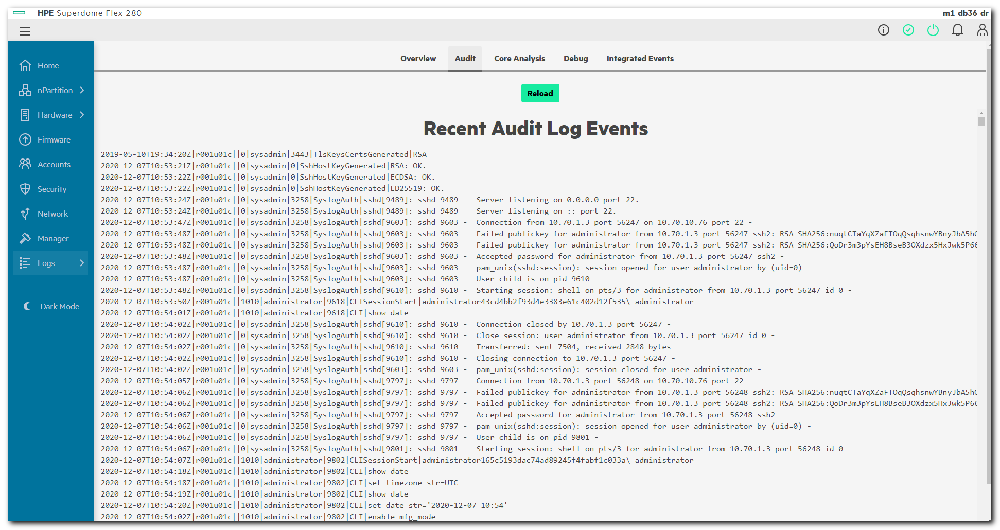 HPE Superdome Flex 280
m1-db36-dr
Home
nPartition
Hardware
Firmware
Accounts
Security
Network
Manager
Logs
Dark Mode
Overview Audit Core Analysis Debug Integrated Events
Reload
Recent Audit Log Events
2019-05-10T19:34:20Z|r001u01c||0|sysadmin|3443|TlsKeysCertsGenerated|RSA
2020-12-07T10:53:21Z|r001u01c||0|sysadmin|0|SshHostKeyGenerated|RSA: OK.
2020-12-07T10:53:22Z|r001u01c||0|sysadmin|0|SshHostKeyGenerated|ECDSA: OK.
2020-12-07T10:53:22Z|r001u01c||0|sysadmin|0|SshHostKeyGenerated|ED25519: OK.
2020-12-07T10:53:24Z|r001u01c||0|sysadmin|3258|SyslogAuth|sshd[9489]: sshd 9489 -  Server listening on 0.0.0.0 port 22. -
2020-12-07T10:53:24Z|r001u01c||0|sysadmin|3258|SyslogAuth|sshd[9489]: sshd 9489 -  Server listening on :: port 22. -
2020-12-07T10:53:47Z|r001u01c||0|sysadmin|3258|SyslogAuth|sshd[9603]: sshd 9603 -  Connection from 10.70.1.3 port 56247 on 10.70.10.76 port 22 -
2020-12-07T10:53:48Z|r001u01c||0|sysadmin|3258|SyslogAuth|sshd[9603]: sshd 9603 -  Failed publickey for administrator from 10.70.1.3 port 56247 ssh2: RSA SHA256:nuqtCTaYqXZaFTOqQsqhsnwYBnyJbA5hC
2020-12-07T10:53:48Z|r001u01c||0|sysadmin|3258|SyslogAuth|sshd[9603]: sshd 9603 -  Failed publickey for administrator from 10.70.1.3 port 56247 ssh2: RSA SHA256:QoDr3m3pYsEH8BseB3OXdzx5HxJwk5P66
2020-12-07T10:53:48Z|r001u01c||0|sysadmin|3258|SyslogAuth|sshd[9603]: sshd 9603 -  Accepted password for administrator from 10.70.1.3 port 56247 ssh2 -
2020-12-07T10:53:48Z|r001u01c||0|sysadmin|3258|SyslogAuth|sshd[9603]: sshd 9603 -  pam_unix(sshd:session): session opened for user administrator by (uid=0) -
2020-12-07T10:53:48Z|r001u01c||0|sysadmin|3258|SyslogAuth|sshd[9603]: sshd 9603 -  User child is on pid 9610 -
2020-12-07T10:53:48Z|r001u01c||0|sysadmin|3258|SyslogAuth|sshd[9610]: sshd 9610 -  Starting session: shell on pts/3 for administrator from 10.70.1.3 port 56247 id 0 -
2020-12-07T10:53:50Z|r001u01c||1010|administrator|9618|CLISessionStart|administrator43cd4bb2f93d4e3383e61c402d12f535\ administrator
2020-12-07T10:54:01Z|r001u01c||1010|administrator|9618|CLI|show date
2020-12-07T10:54:02Z|r001u01c||0|sysadmin|3258|SyslogAuth|sshd[9610]: sshd 9610 -  Connection closed by 10.70.1.3 port 56247 -
2020-12-07T10:54:02Z|r001u01c||0|sysadmin|3258|SyslogAuth|sshd[9610]: sshd 9610 -  Close session: user administrator from 10.70.1.3 port 56247 id 0 -
2020-12-07T10:54:02Z|r001u01c||0|sysadmin|3258|SyslogAuth|sshd[9610]: sshd 9610 -  Transferred: sent 7504, received 2848 bytes -
2020-12-07T10:54:02Z|r001u01c||0|sysadmin|3258|SyslogAuth|sshd[9610]: sshd 9610 -  Closing connection to 10.70.1.3 port 56247 -
2020-12-07T10:54:02Z|r001u01c||0|sysadmin|3258|SyslogAuth|sshd[9603]: sshd 9603 -  pam_unix(sshd:session): session closed for user administrator -
2020-12-07T10:54:05Z|r001u01c||0|sysadmin|3258|SyslogAuth|sshd[9797]: sshd 9797 -  Connection from 10.70.1.3 port 56248 on 10.70.10.76 port 22 -
2020-12-07T10:54:06Z|r001u01c||0|sysadmin|3258|SyslogAuth|sshd[9797]: sshd 9797 -  Failed publickey for administrator from 10.70.1.3 port 56248 ssh2: RSA SHA256:nuqtCTaYqXZaFTOqQsqhsnwYBnyJbA5hC
2020-12-07T10:54:06Z|r001u01c||0|sysadmin|3258|SyslogAuth|sshd[9797]: sshd 9797 -  Failed publickey for administrator from 10.70.1.3 port 56248 ssh2: RSA SHA256:QoDr3m3pYsEH8BseB3OXdzx5HxJwk5P66
2020-12-07T10:54:06Z|r001u01c||0|sysadmin|3258|SyslogAuth|sshd[9797]: sshd 9797 -  Accepted password for administrator from 10.70.1.3 port 56248 ssh2 -
2020-12-07T10:54:06Z|r001u01c||0|sysadmin|3258|SyslogAuth|sshd[9797]: sshd 9797 -  pam_unix(sshd:session): session opened for user administrator by (uid=0) -
2020-12-07T10:54:06Z|r001u01c||0|sysadmin|3258|SyslogAuth|sshd[9797]: sshd 9797 -  User child is on pid 9801 -
2020-12-07T10:54:06Z|r001u01c||0|sysadmin|3258|SyslogAuth|sshd[9801]: sshd 9801 -  Starting session: shell on pts/3 for administrator from 10.70.1.3 port 56248 id 0 -
2020-12-07T10:54:07Z|r001u01c||1010|administrator|9802|CLISessionStart|administrator165c5193dac74ad89245f4fabf1c033a\ administrator
2020-12-07T10:54:18Z|r001u01c||1010|administrator|9802|CLI|show date
2020-12-07T10:54:18Z|r001u01c||1010|administrator|9802|CLI|set timezone str=UTC
2020-12-07T10:54:19Z|r001u01c||1010|administrator|9802|CLI|show date
2020-12-07T10:54:20Z|r001u01c||1010|administrator|9802|CLI|set date str='2020-12-07 10:54'
2020-12-07T10:54:02Z|r001u01c||1010|administrator|9802|CLI|enable mfg_mode